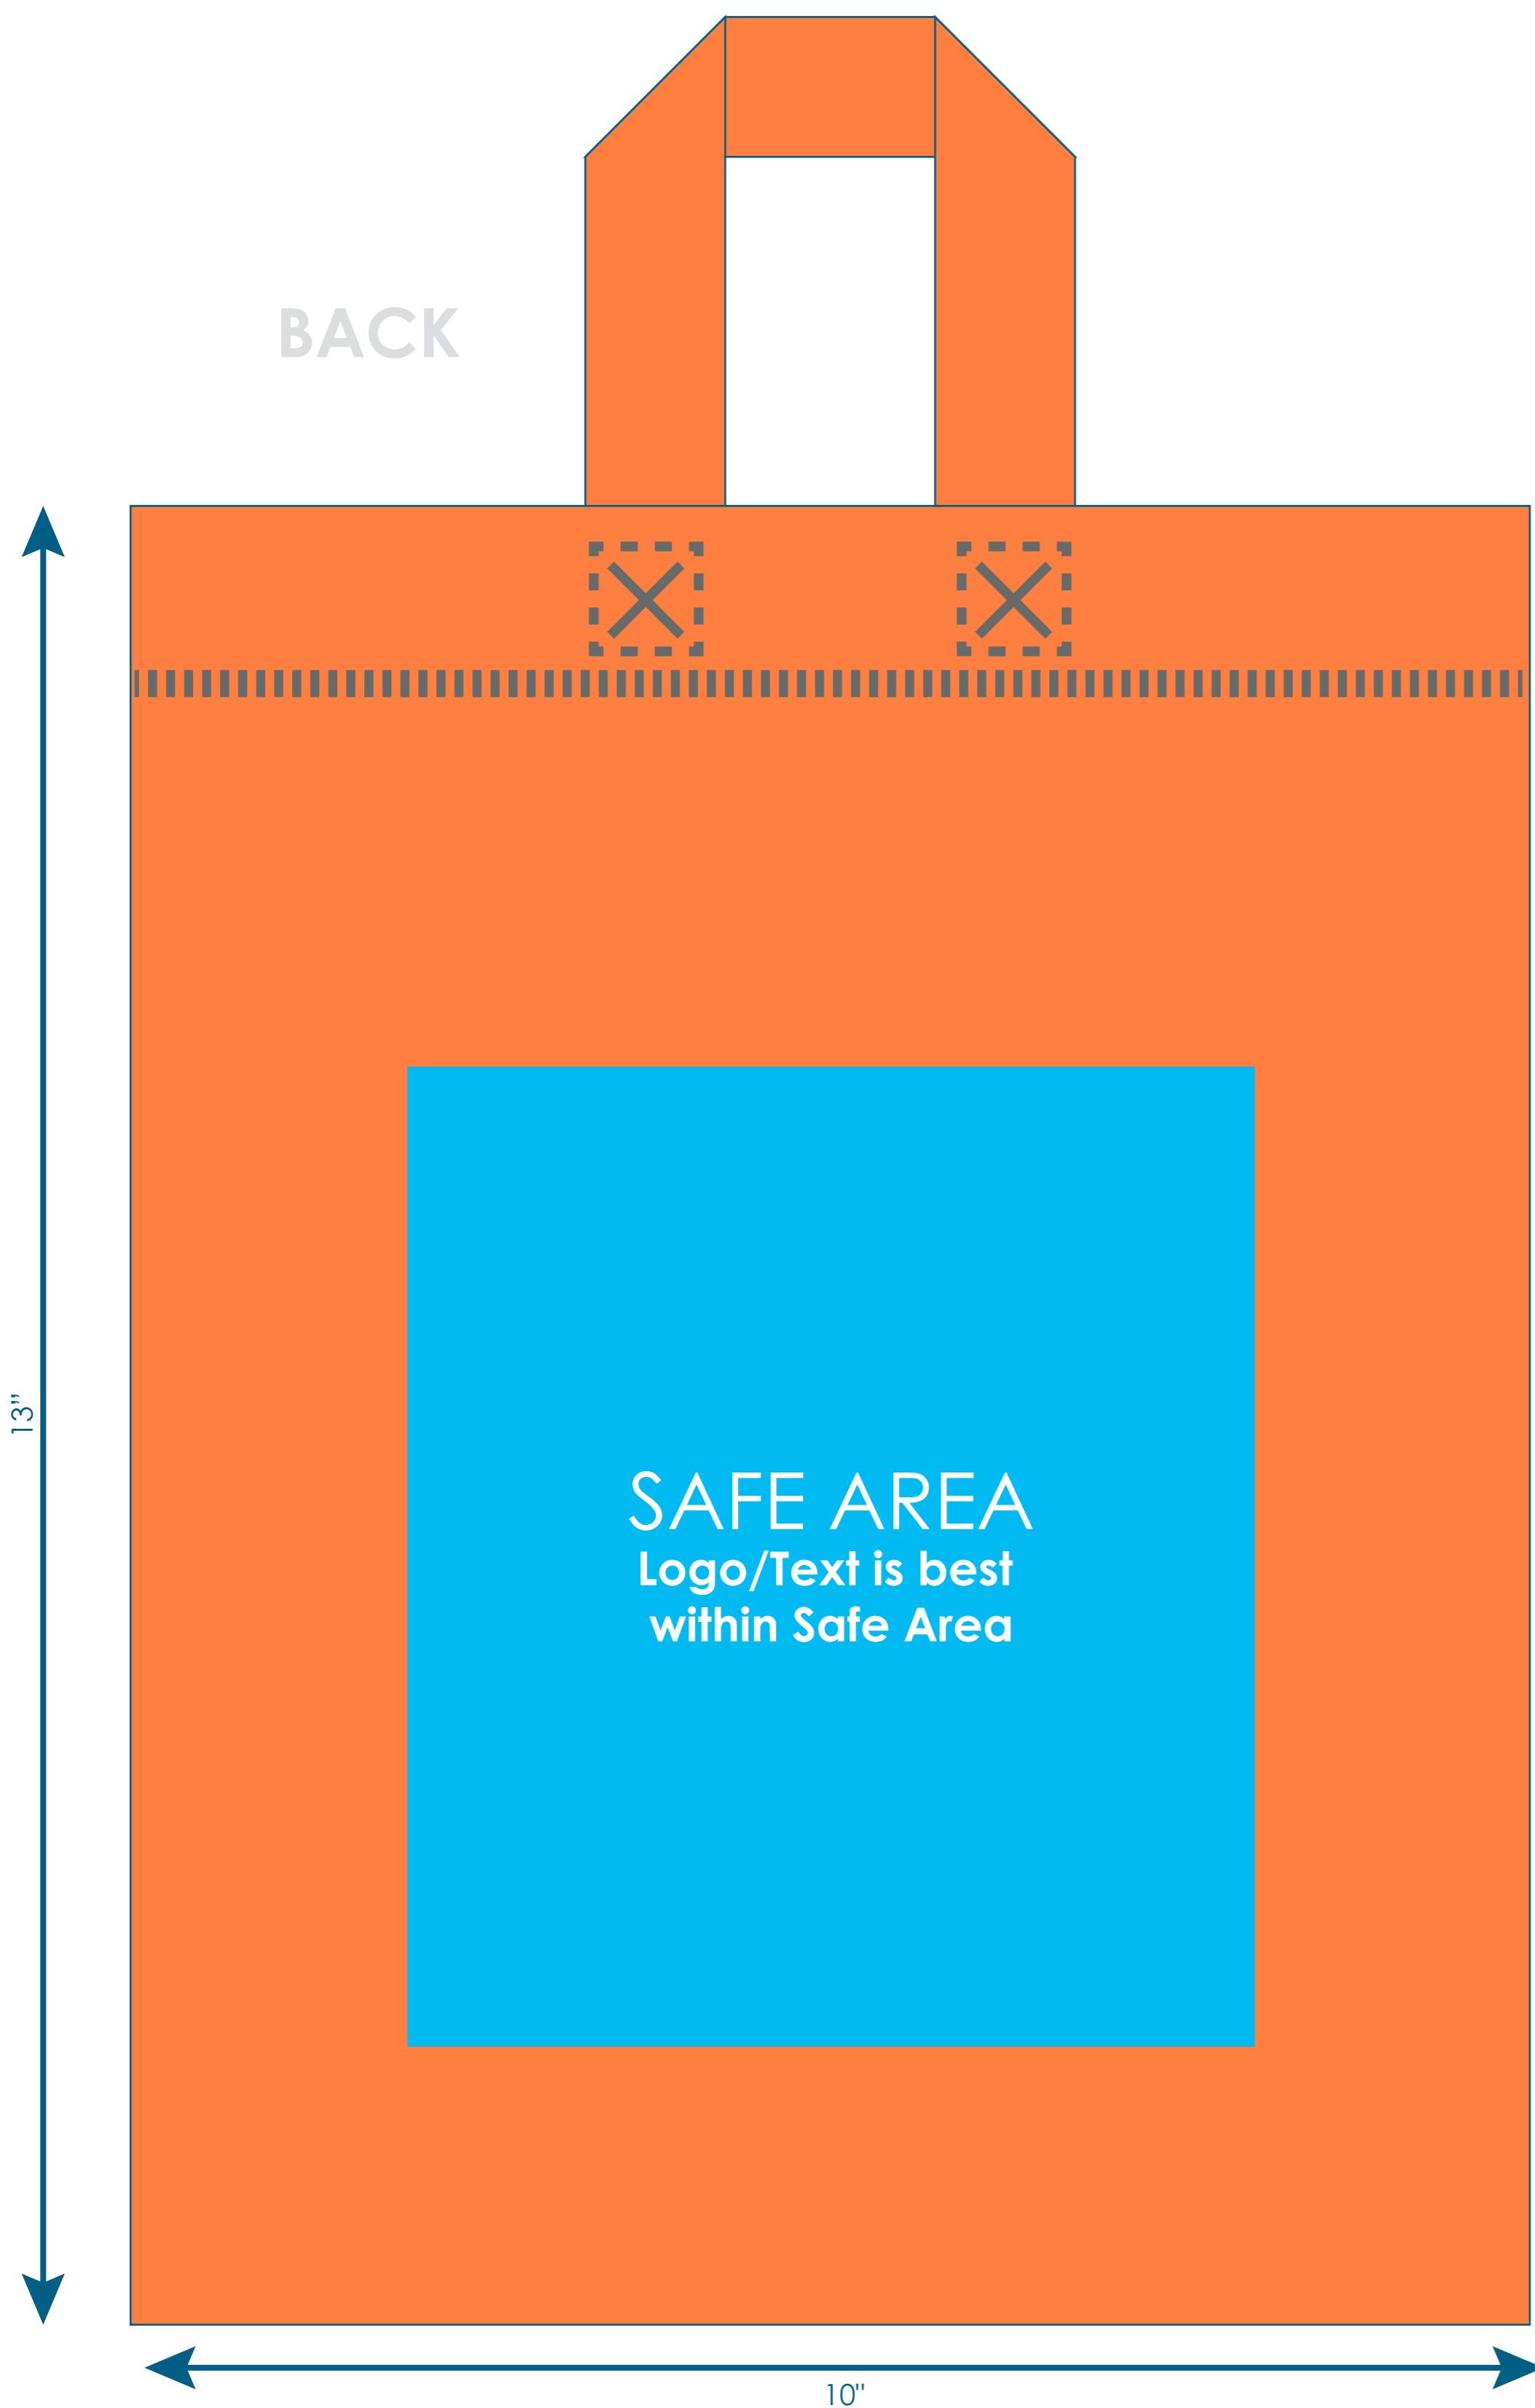 BACK
13”
SAFE AREA
Logo/Text is best
within Safe Area
10"